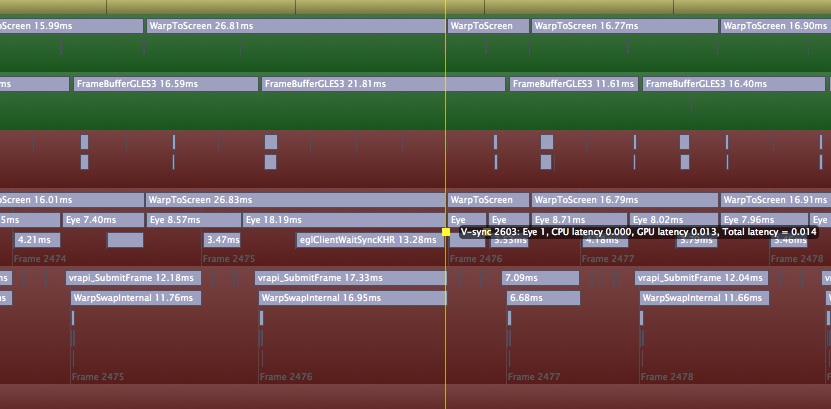 oScreen 15.99ms WarpToScreen 26.81ms WarpToScreen WarpToScreen 16.77ms WarpToScreen 16.90ms
ms FrameBufferGLES3 16.59ms FrameBufferGLES3 21.81ms FrameBufferGLES3 11.61ms FrameBufferGLES3 16.40ms
oScreen 16.01ms WarpToScreen 26.83ms WarpToScreen WarpToScreen 16.79ms WarpToScreen 16.91ms
5ms Eye 7.40ms Eye 8.57ms Eye 18.19ms Eye Eye Eye 8.71ms Eye 8.02ms Eye 7.96ms
V-sync 2603: Eye 1, CPU latency 0.000, GPU latency 0.013, Total latency = 0.014
4.21ms 3.47ms eglClientWaitSyncKHR 13.28ms 3.53ms 4.18ms 3.79ms 3.46ms
Frame 2474 Frame 2475 Frame 2476 Frame 2477 Frame 2478
vrapi_SubmitFrame 12.18ms vrapi_SubmitFrame 17.33ms 7.09ms vrapi_SubmitFrame 12.04ms v
ms WarpSwapInternal 11.76ms WarpSwapInternal 16.95ms 6.68ms WarpSwapInternal 11.66ms W
Frame 2475 Frame 2476 Frame 2477 Frame 2478